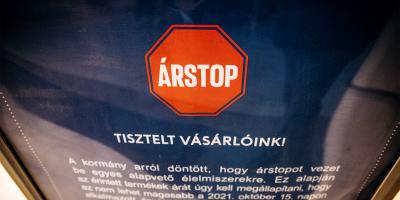 ÁRSTOP
TISZTELT VÁSÁRLÓINK!
A kormány arról döntött, hogy árstopot vezet
be egyes alapvető élelmiszerekre. Ez alapján
az érintett termékek árát úgy kell megállapítani, hogy
az nem lehet magasabb a 2021. október 15. napon